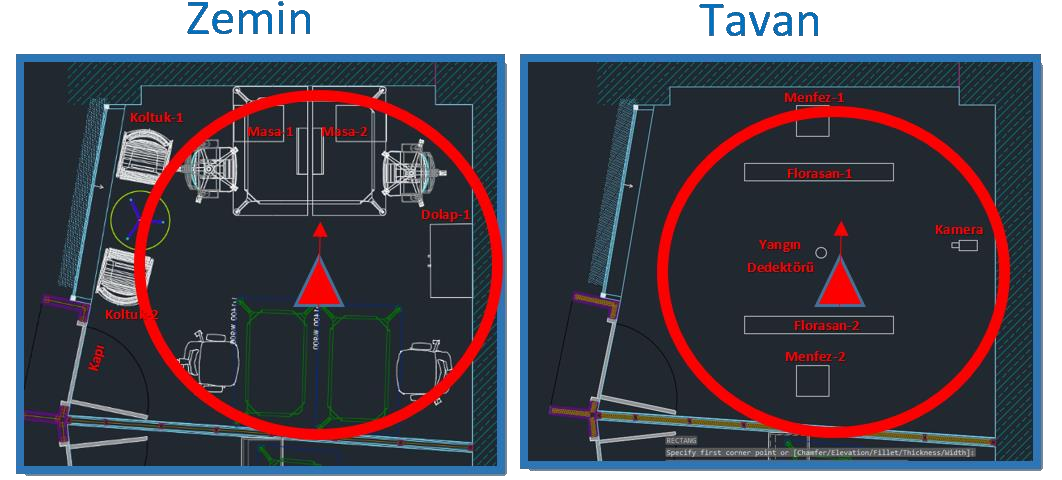 Zemin
Tavan
Koltuk-1
Masa-1
Masa-2
Dolap-1
Koltuk-2
Kapı
Menfez-1
Florasan-1
Kamera
Yangın
Dedektörü
Florasan-2
Menfez-2
RECTANG
Specify first corner point or [Chamfer/Elevation/Fillet/Thickness/Width]: